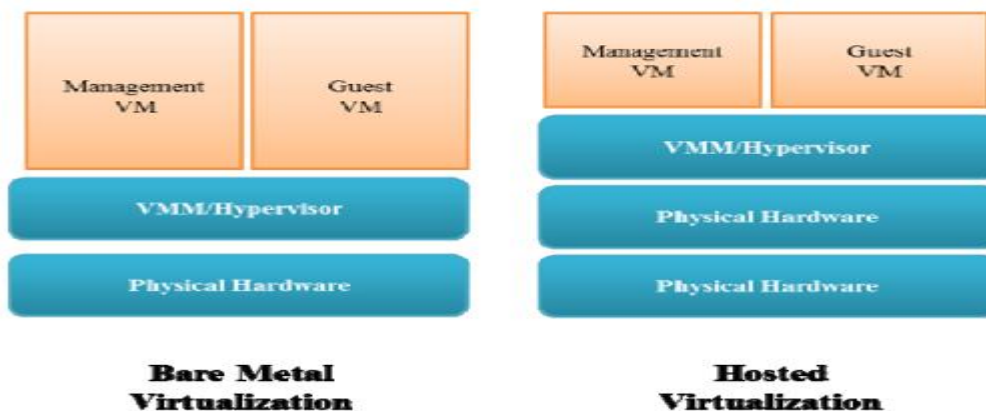 Management
VM
Guest
VM
VMM/Hypervisor
Physical Hardware
Bare Metal
Virtualization
Management
VM
Guest
VM
VMM/Hypervisor
Physical Hardware
Physical Hardware
Hosted
Virtualization